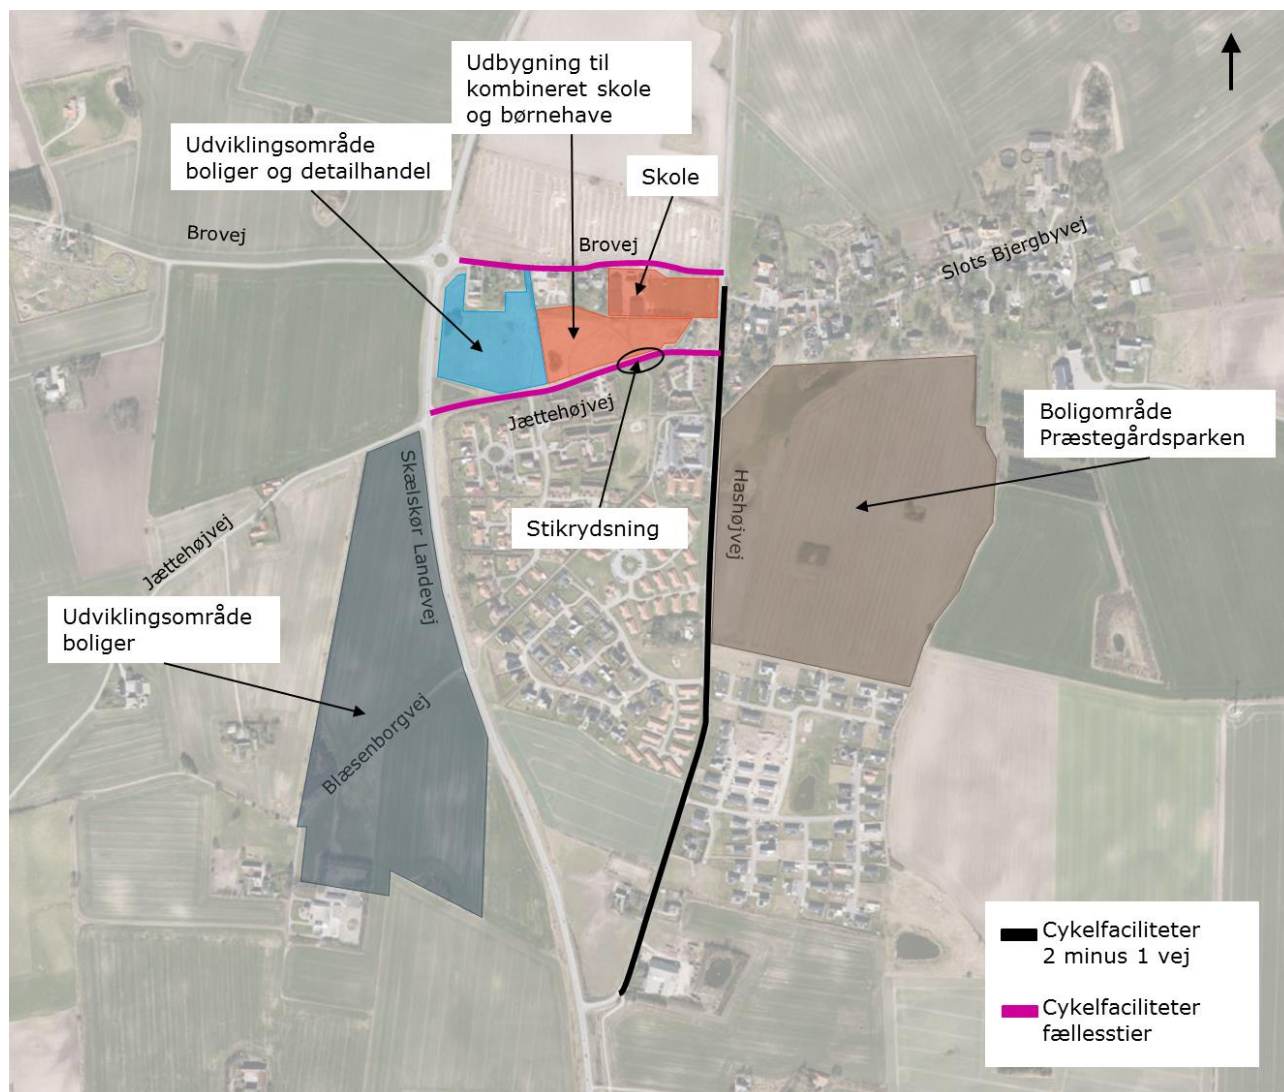 Udbygning til
kombineret skole
og børnehave
Udviklingsområde
boliger og detailhandel
Skole
Brovej
Brovej
Slots Bjergbyvej
Jættehøjvej
Boligområde
Præstegårdsparken
Skælskør Landevej
Hashøjvej
Stikrydsning
Jættehøjvej
Udviklingsområde
boliger
Blæsenborgvej
Cykelfaciliteter
2 minus 1 vej
Cykelfaciliteter
fællesstier